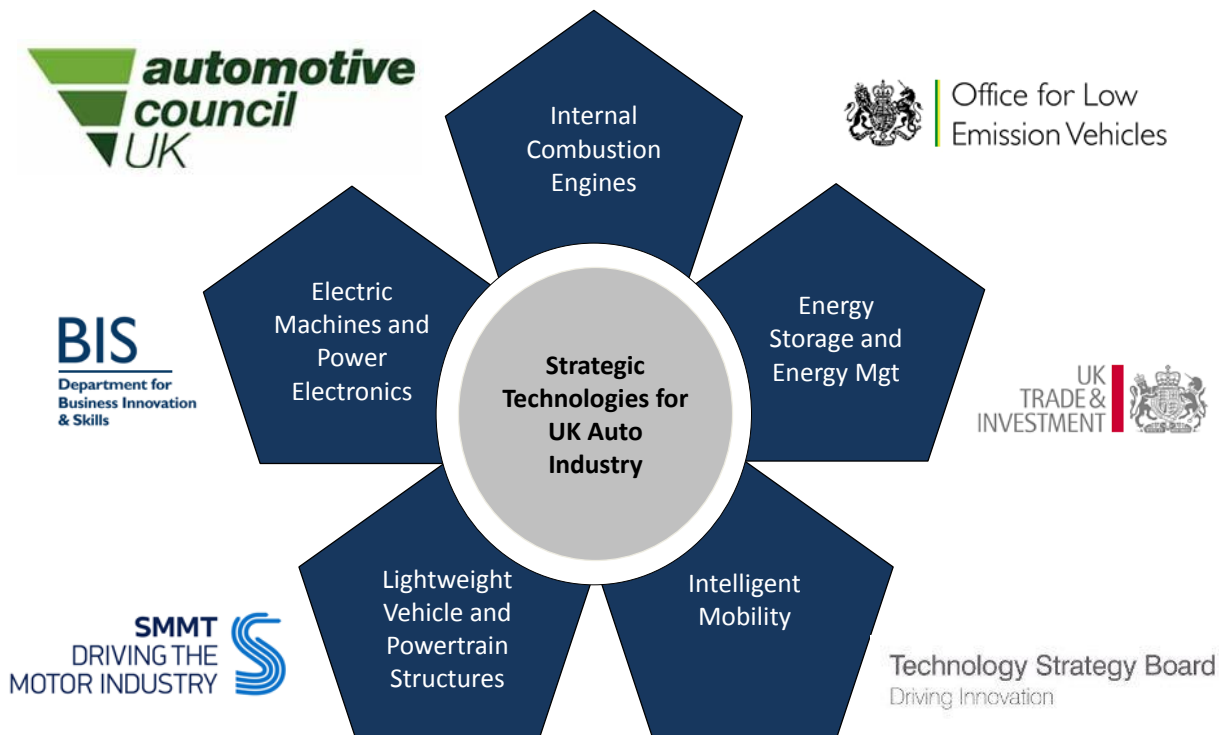 automotive
council
UK
Internal
Combustion
Engines
Office for Low
Emission Vehicles
Electric
Machines and
Power
Electronics
Energy
Storage and
Energy Mgt
BIS
Department for
Business Innovation
& Skills
Strategic
Technologies for
UK Auto
Industry
UK
TRADE &
INVESTMENT
Lightweight
Vehicle and
Powertrain
Structures
Intelligent
Mobility
SMMT
DRIVING THE
MOTOR INDUSTRY
Technology Strategy Board
Driving Innovation